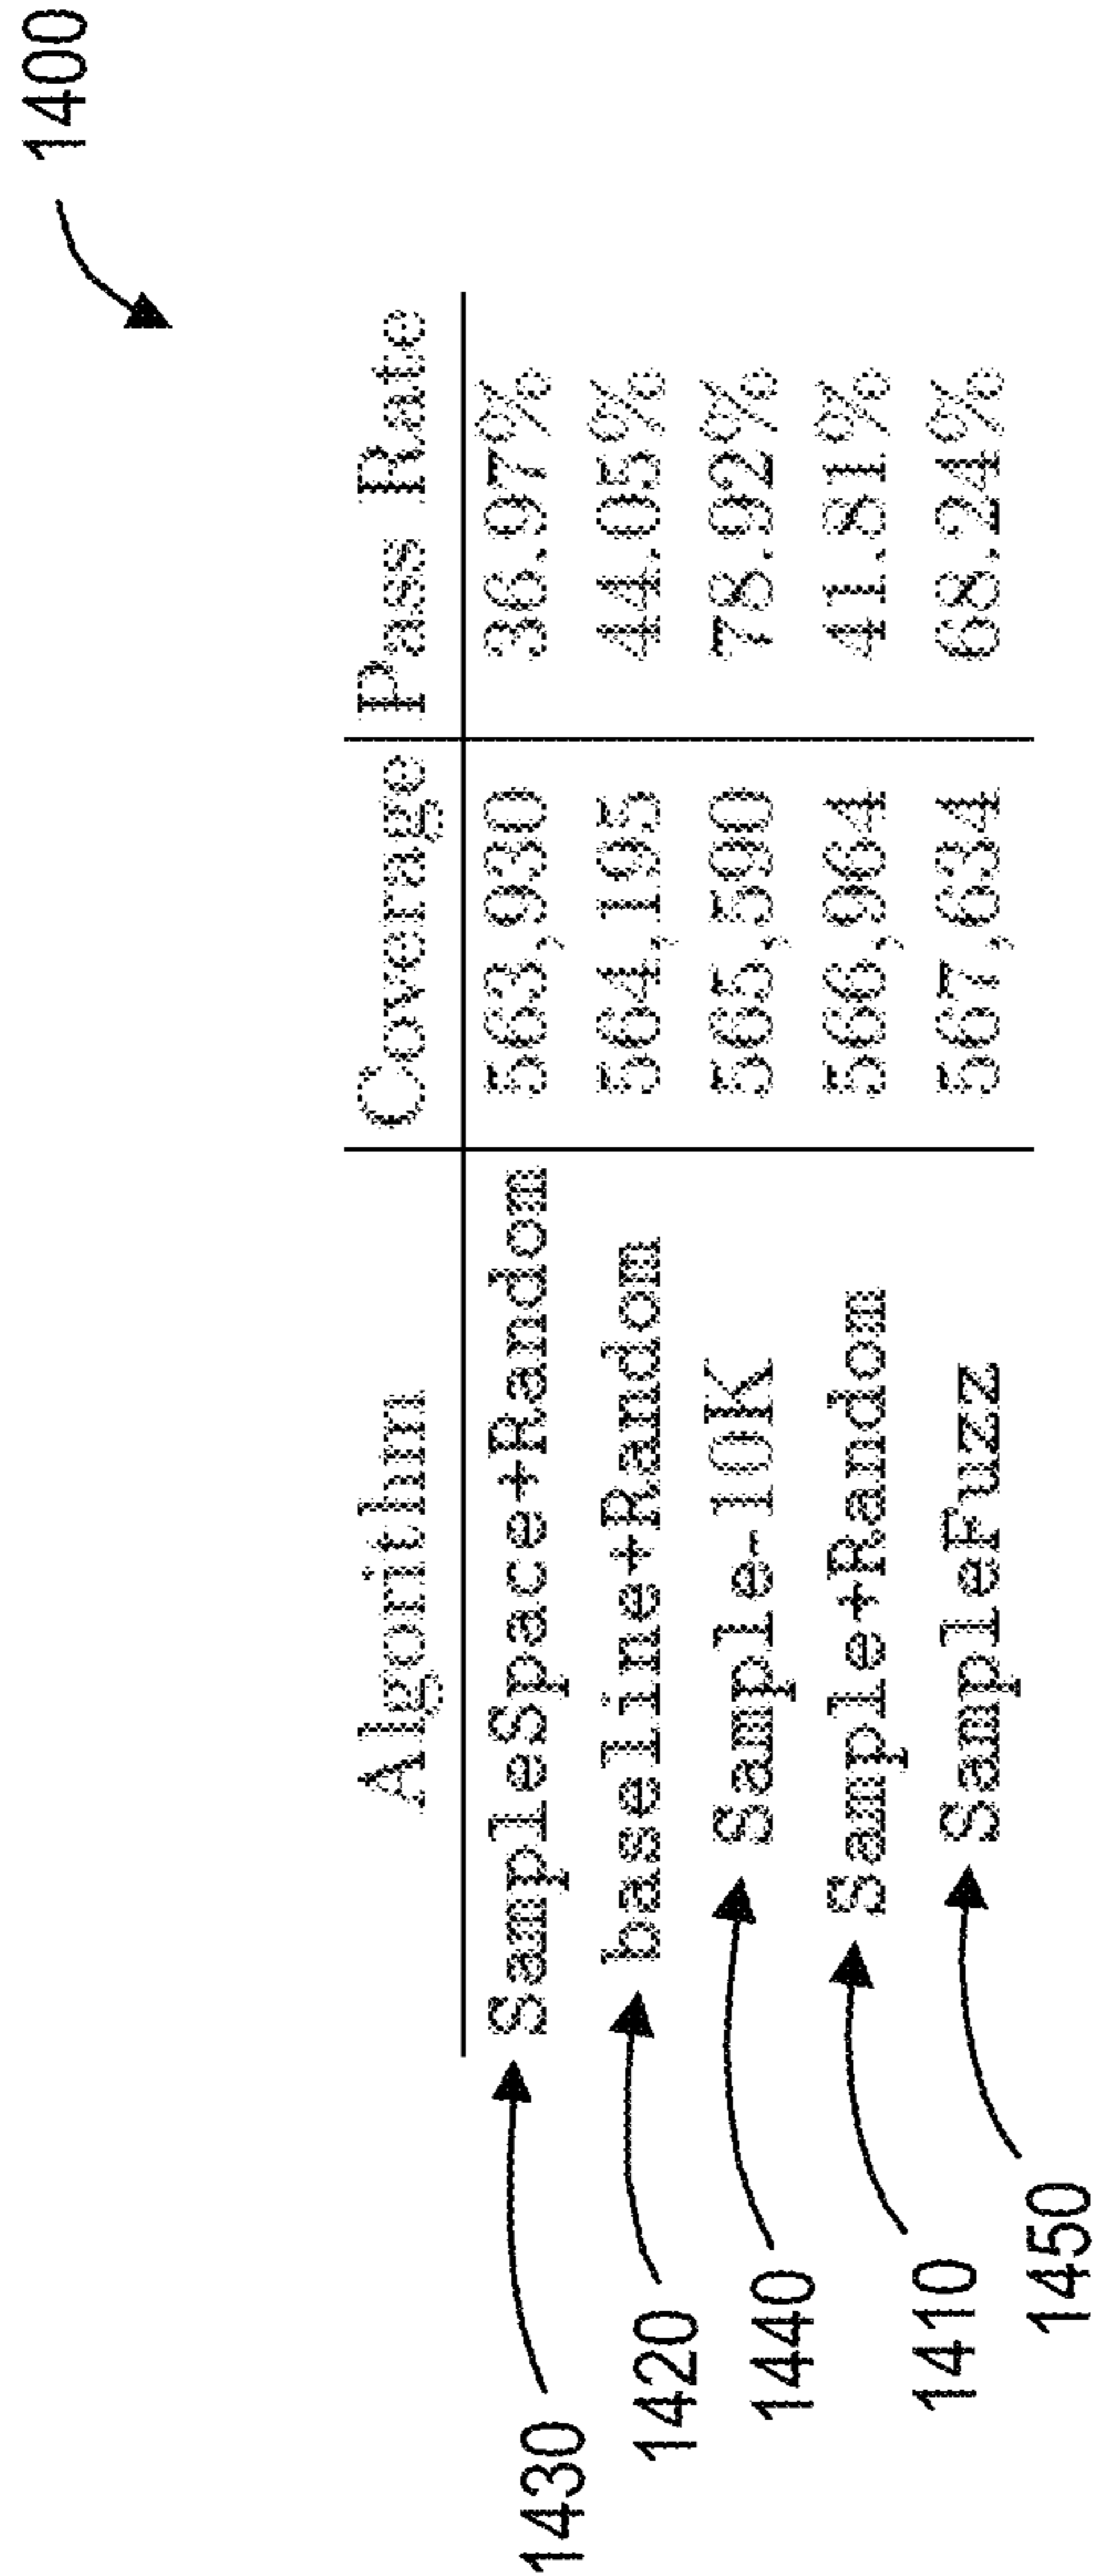 1400
Algorithm Coverage Pass Rate
1430 SampleSpace+Random 563,930 36.97%
1420 baseline+Random 564,195 44.05%
1440 Sample-10K 565,590 78.92%
1410 Sample+Random 566,964 41.81%
1450 SampleFuzz 567,634 68.24%